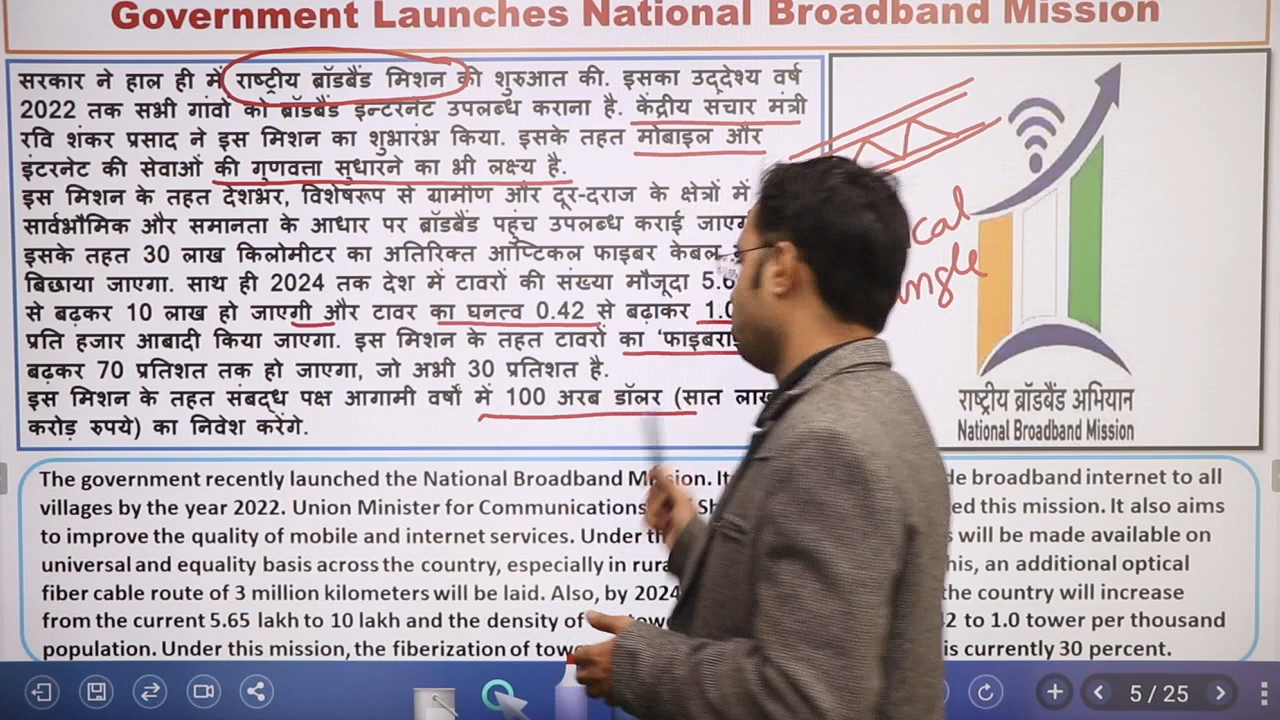 Government Launches National Broadband Mission
सरकार ने हाल ही में राष्ट्रीय ब्रॉडबैंड मिशन की शुरुआत की. इसका उद्देश्य वर्ष
2022 तक सभी गांवों को ब्रॉडबैंड इन्टरनेट उपलब्ध कराना है. केंद्रीय संचार मंत्री
रवि शंकर प्रसाद ने इस मिशन का शुभारंभ किया. इसके तहत मोबाइल और
इंटरनेट की सेवाओं की गुणवत्ता सुधारने का भी लक्ष्य है.
इस मिशन के तहत देशभर, विशेषरूप से ग्रामीण और दूर-दराज के क्षेत्रों में
सार्वभौमिक और समानता के आधार पर ब्रॉडबैंड पहुंच उपलब्ध कराई
इसके तहत 30 लाख किलोमीटर का अतिरिक्त आप्टिकल फाइबर केबल
बिछाया जाएगा. साथ ही 2024 तक देश में टावरों की संख्या मौजूदा
से बढ़कर 10 लाख हो जाएगी और टावर का घनत्व 0.42 से बढ़ाकर
प्रति हजार आबादी किया जाएगा. इस मिशन के तहत टावरों का
बढ़कर 70 प्रतिशत तक हो जाएगा, जो अभी 30 प्रतिशत है.
इस मिशन के तहत संबद्ध पक्ष आगामी वर्षों में 100 अरब डॉलर (सात
करोड़ रुपये) का निवेश करेंगे.
राष्ट्रीय ब्रॉडबैंड अभियान
National Broadband Mission
The government recently launched the National Broadband broadband internet to all
villages by the year 2022. Union Minister for Communications this mission. It also aims
to improve the quality of mobile and internet services. Under will be made available on
universal and equality basis across the country, especially in an additional optical
fiber cable route of 3 million kilometers will be laid. Also, by 2024 the country will increase
from the current 5.65 lakh to 10 lakh and the density of to 1.0 tower per thousand
population. Under this mission, the fiberization of is currently 30 percent.
5 / 25